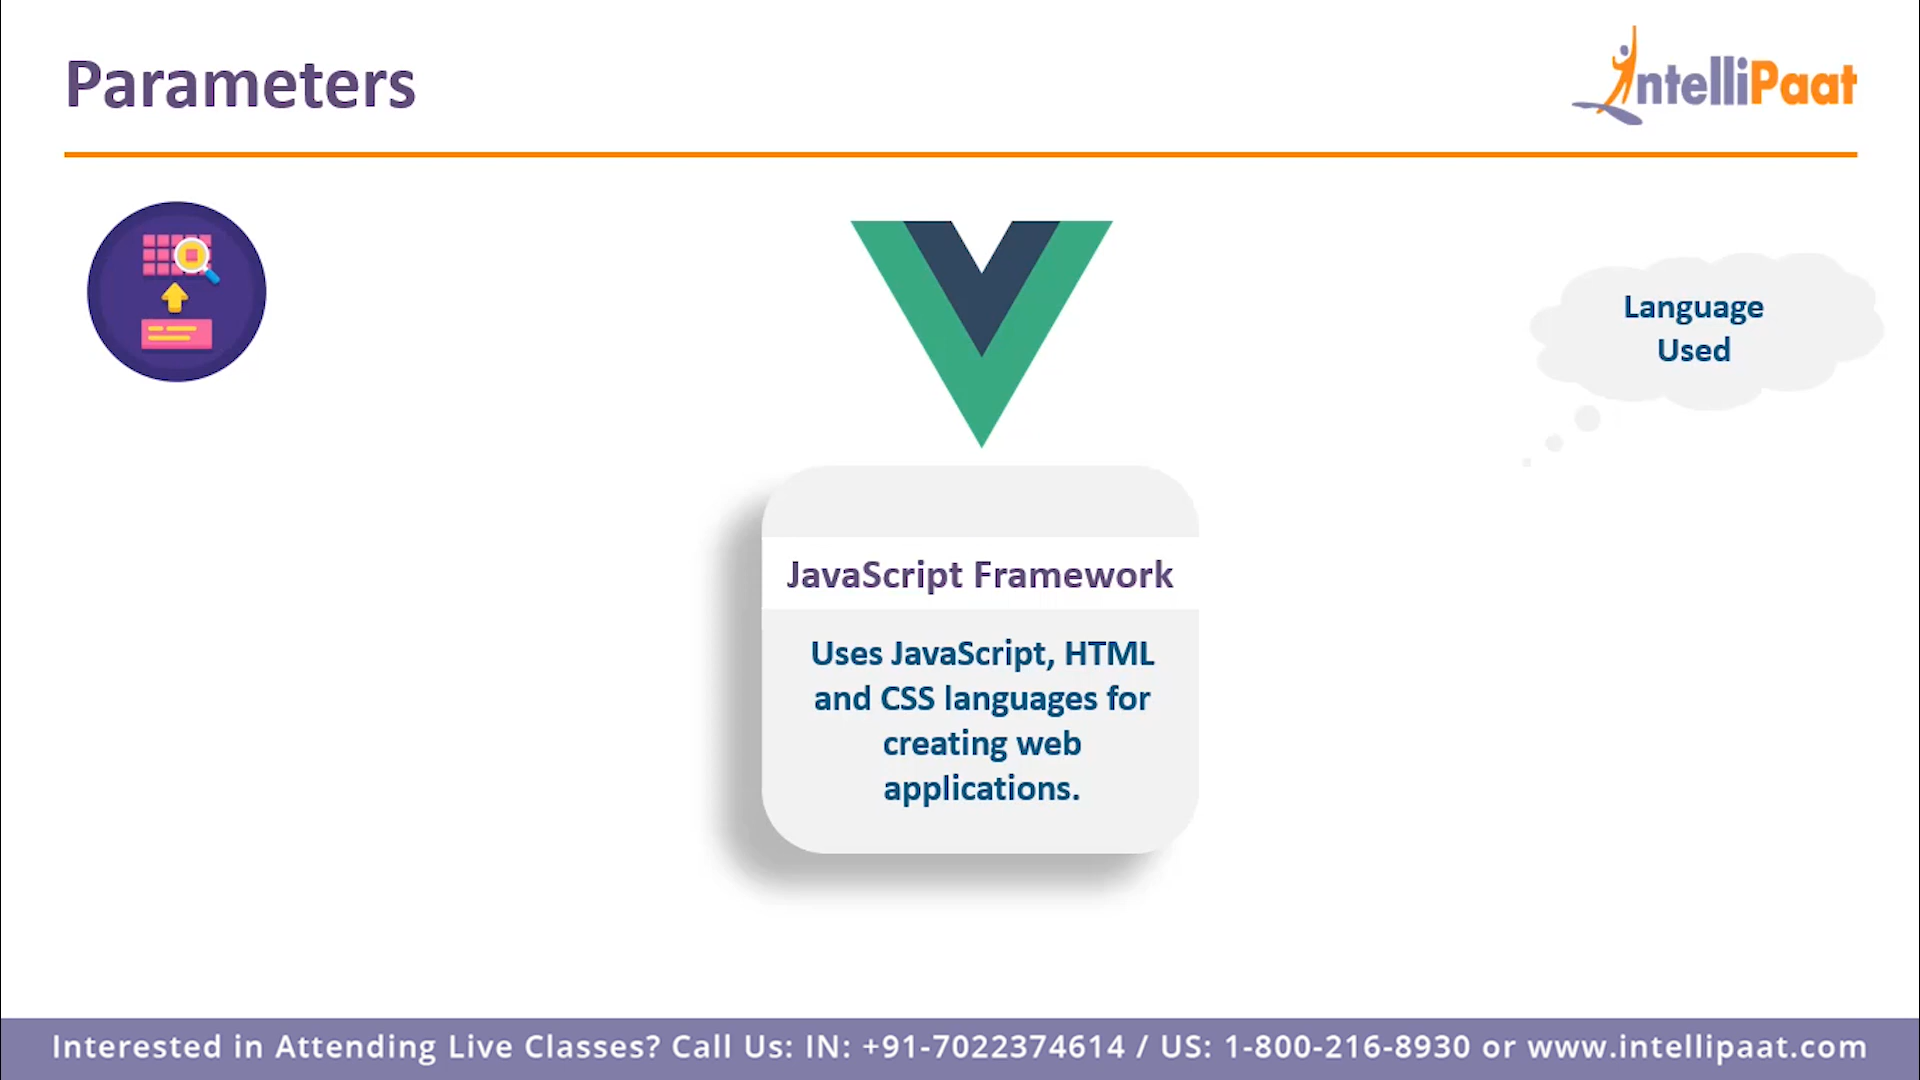 Parameters
IntelliPaat
Language
Used
JavaScript Framework
Uses JavaScript, HTML
and CSS languages for
creating web
applications.
Interested in Attending Live Classes? Call Us: IN: +91-7022374614 / US: 1-800-216-8930 or www.intellipaat.com